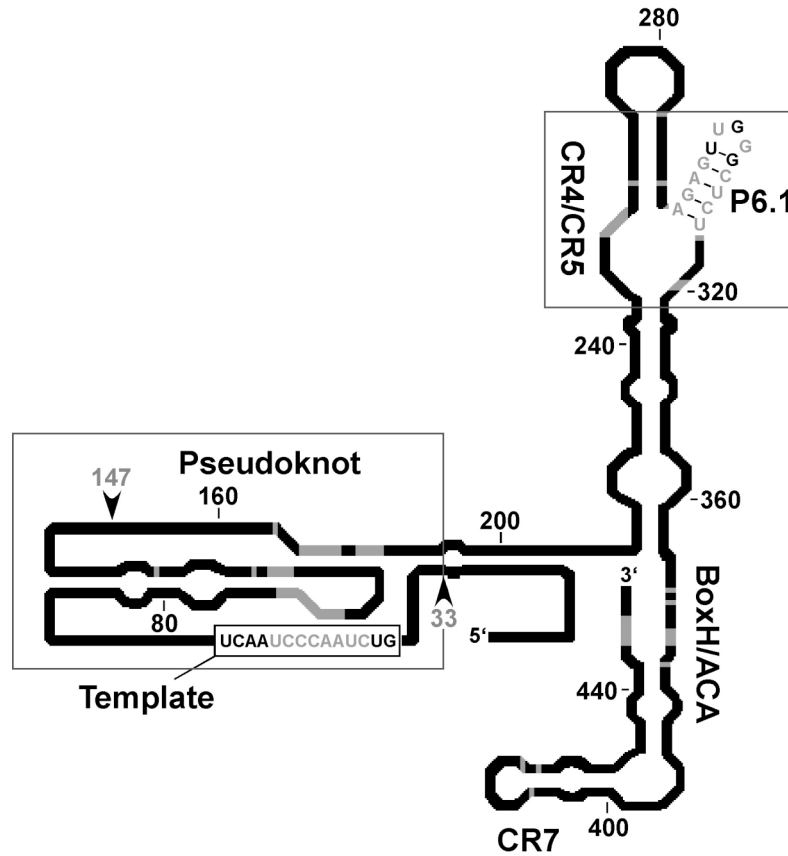 280
U G
U G
G G
A C
G U
A C
U
P6.1
CR4/CR5
320
240
Pseudoknot
147
160
200
360
3‘
BoxH/ACA
80
33
5‘
UCAAUCCCAAUCUG
Template
440
400
CR7